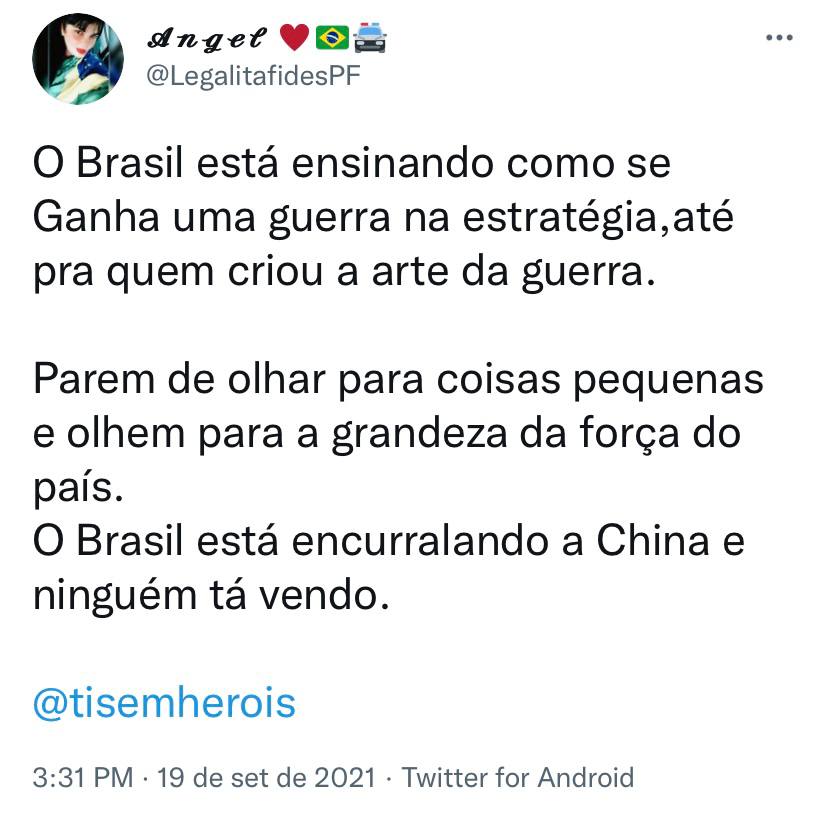 𝓐𝓷𝓰𝓮𝓵 ❤️🇧🇷🚔
@LegalitafidesPF
O Brasil está ensinando como se
Ganha uma guerra na estratégia,até
pra quem criou a arte da guerra.
Parem de olhar para coisas pequenas
e olhem para a grandeza da força do
país.
O Brasil está encurralando a China e
ninguém tá vendo.
@tisemherois
3:31 PM · 19 de set de 2021 · Twitter for Android